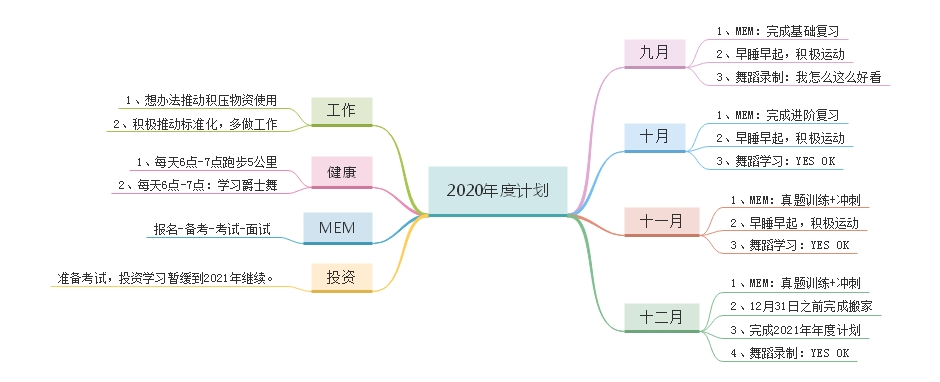 2020年度计划
工作
1、想办法推动积压物资使用
2、积极推动标准化，多做工作
健康
1、每天6点-7点跑步5公里
2、每天6点-7点：学习爵士舞
MEM
报名-备考-考试-面试
投资
准备考试，投资学习暂缓到2021年继续。
九月
1、MEM：完成基础复习
2、早睡早起，积极运动
3、舞蹈录制：我怎么这么好看
十月
1、MEM：完成进阶复习
2、早睡早起，积极运动
3、舞蹈学习：YES OK
十一月
1、MEM：真题训练+冲刺
2、早睡早起，积极运动
3、舞蹈学习：YES OK
十二月
1、MEM：真题训练+冲刺
2、12月31日之前完成搬家
3、完成2021年年度计划
4、舞蹈录制：YES OK